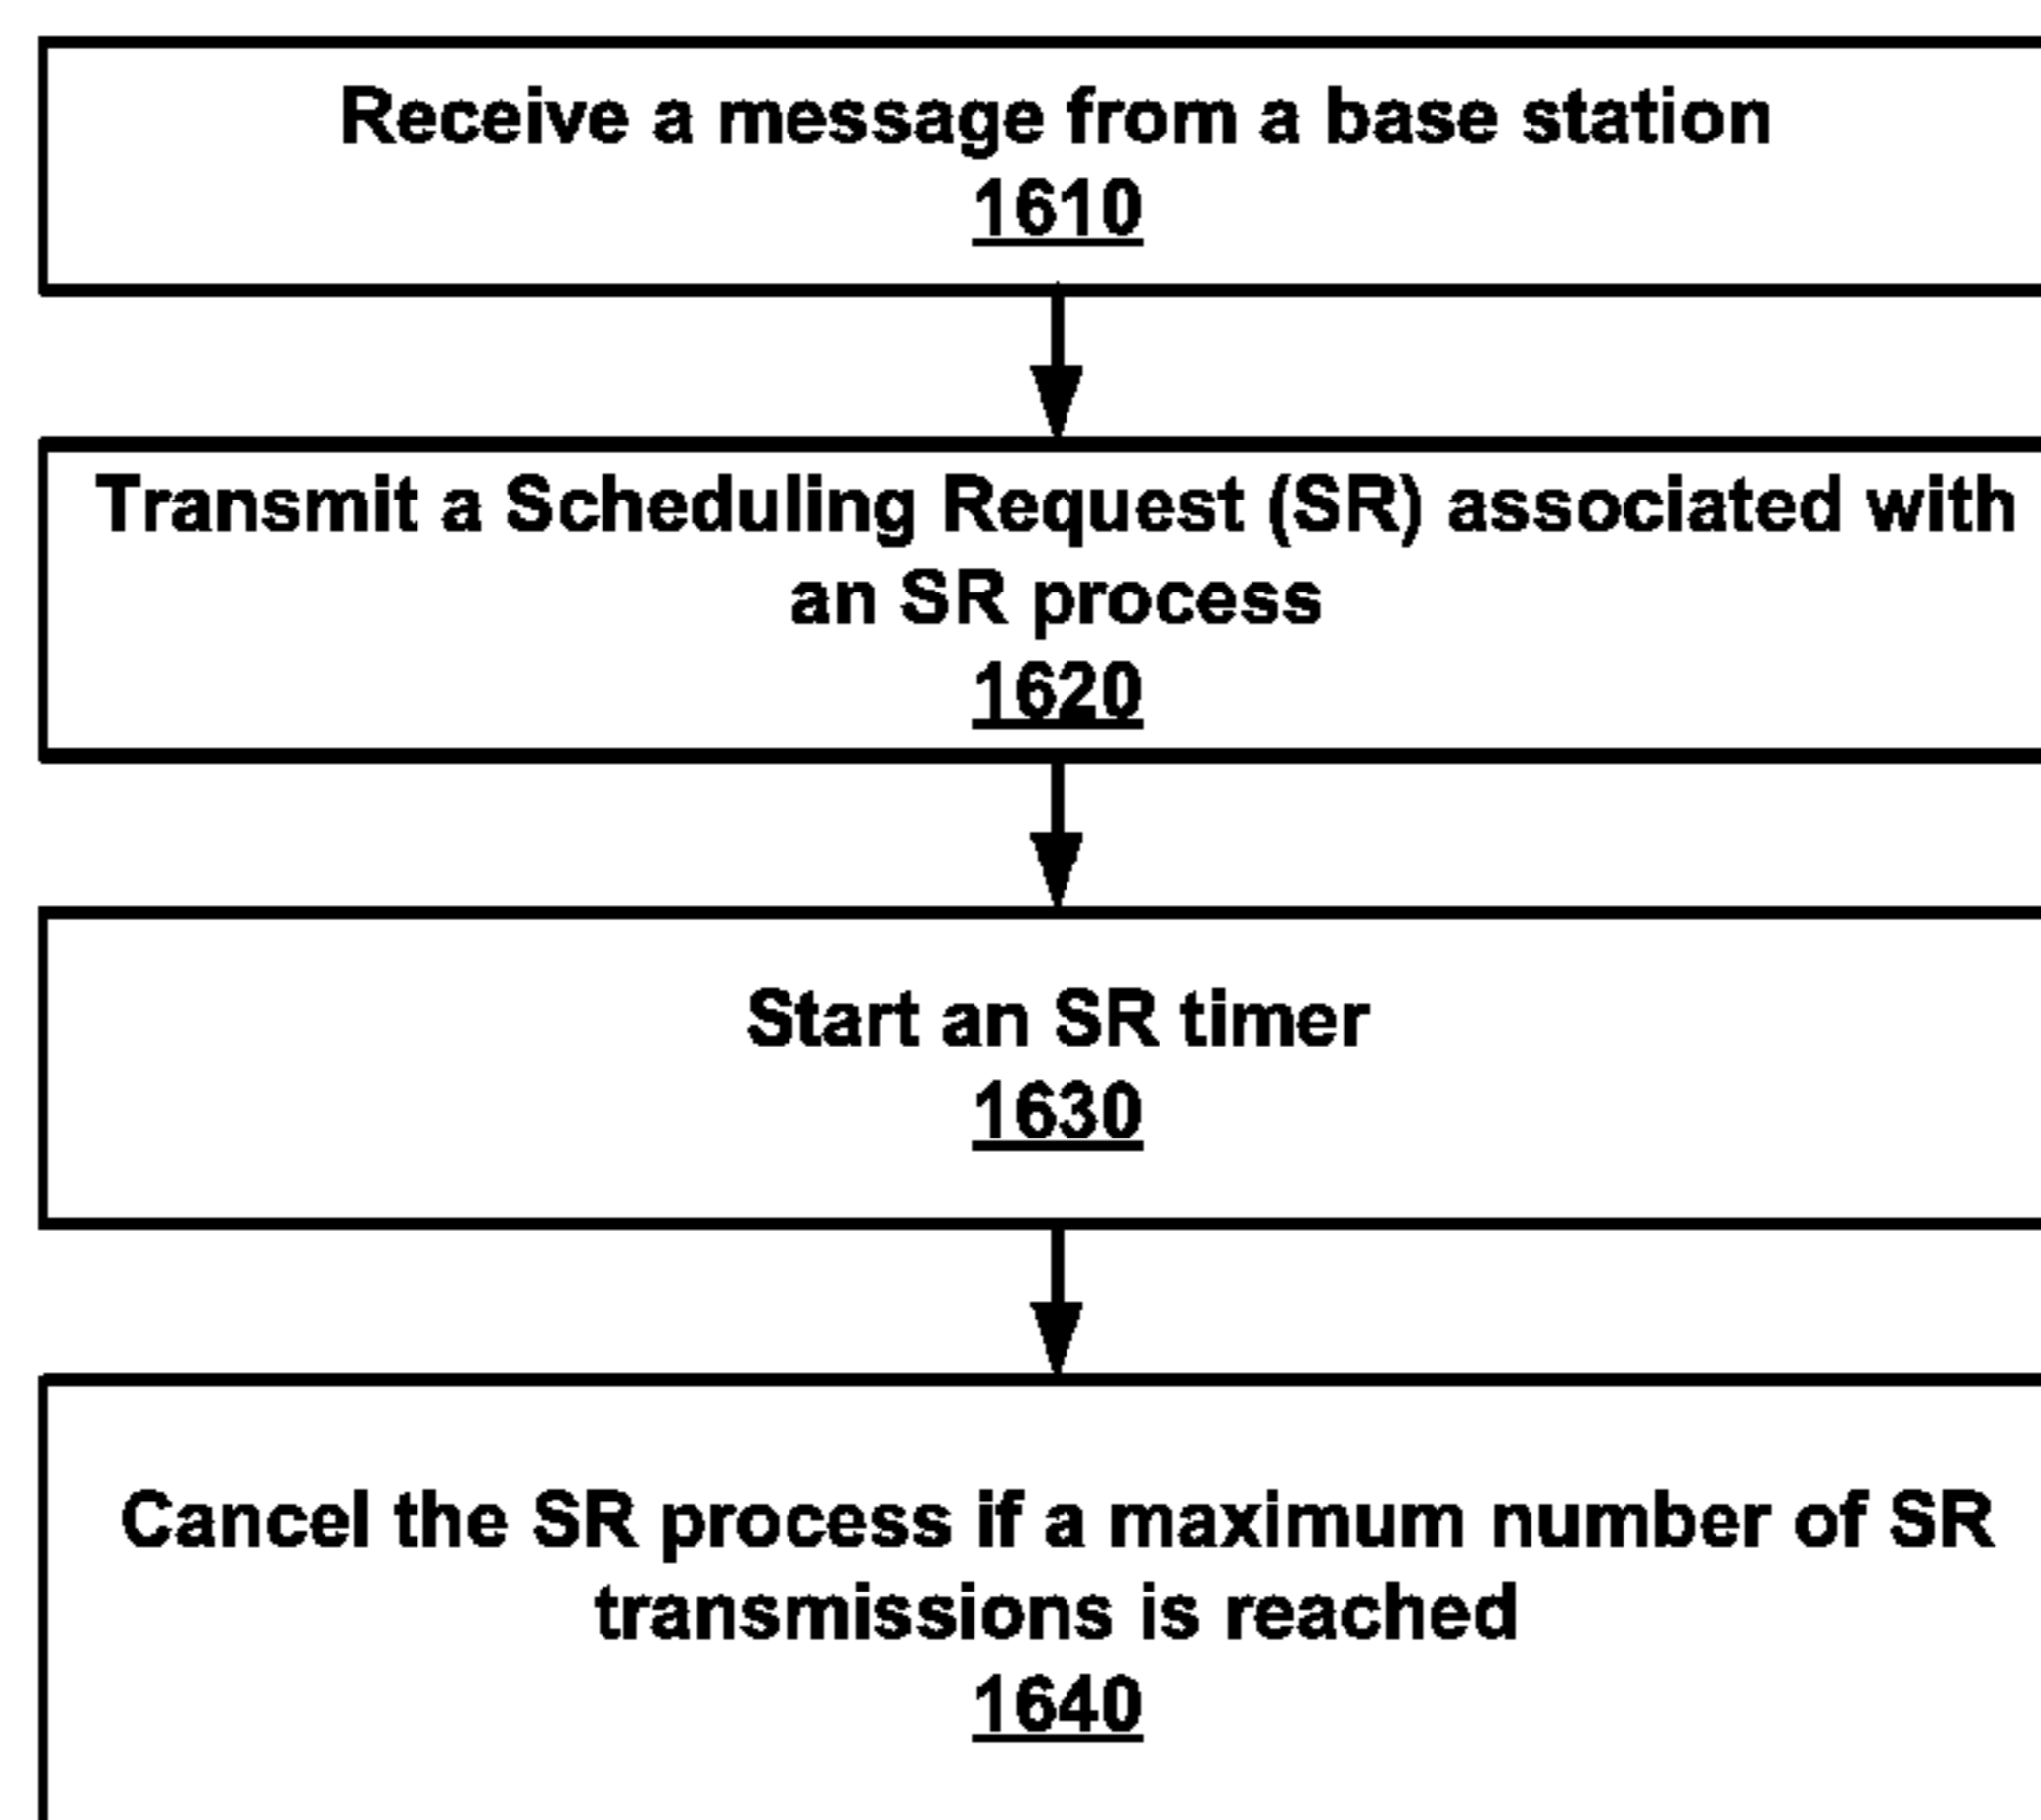 Receive a message from a base station
1610
Transmit a Scheduling Request (SR) associated with
an SR process
1620
Start an SR timer
1630
Cancel the SR process if a maximum number of SR
transmissions is reached
1640